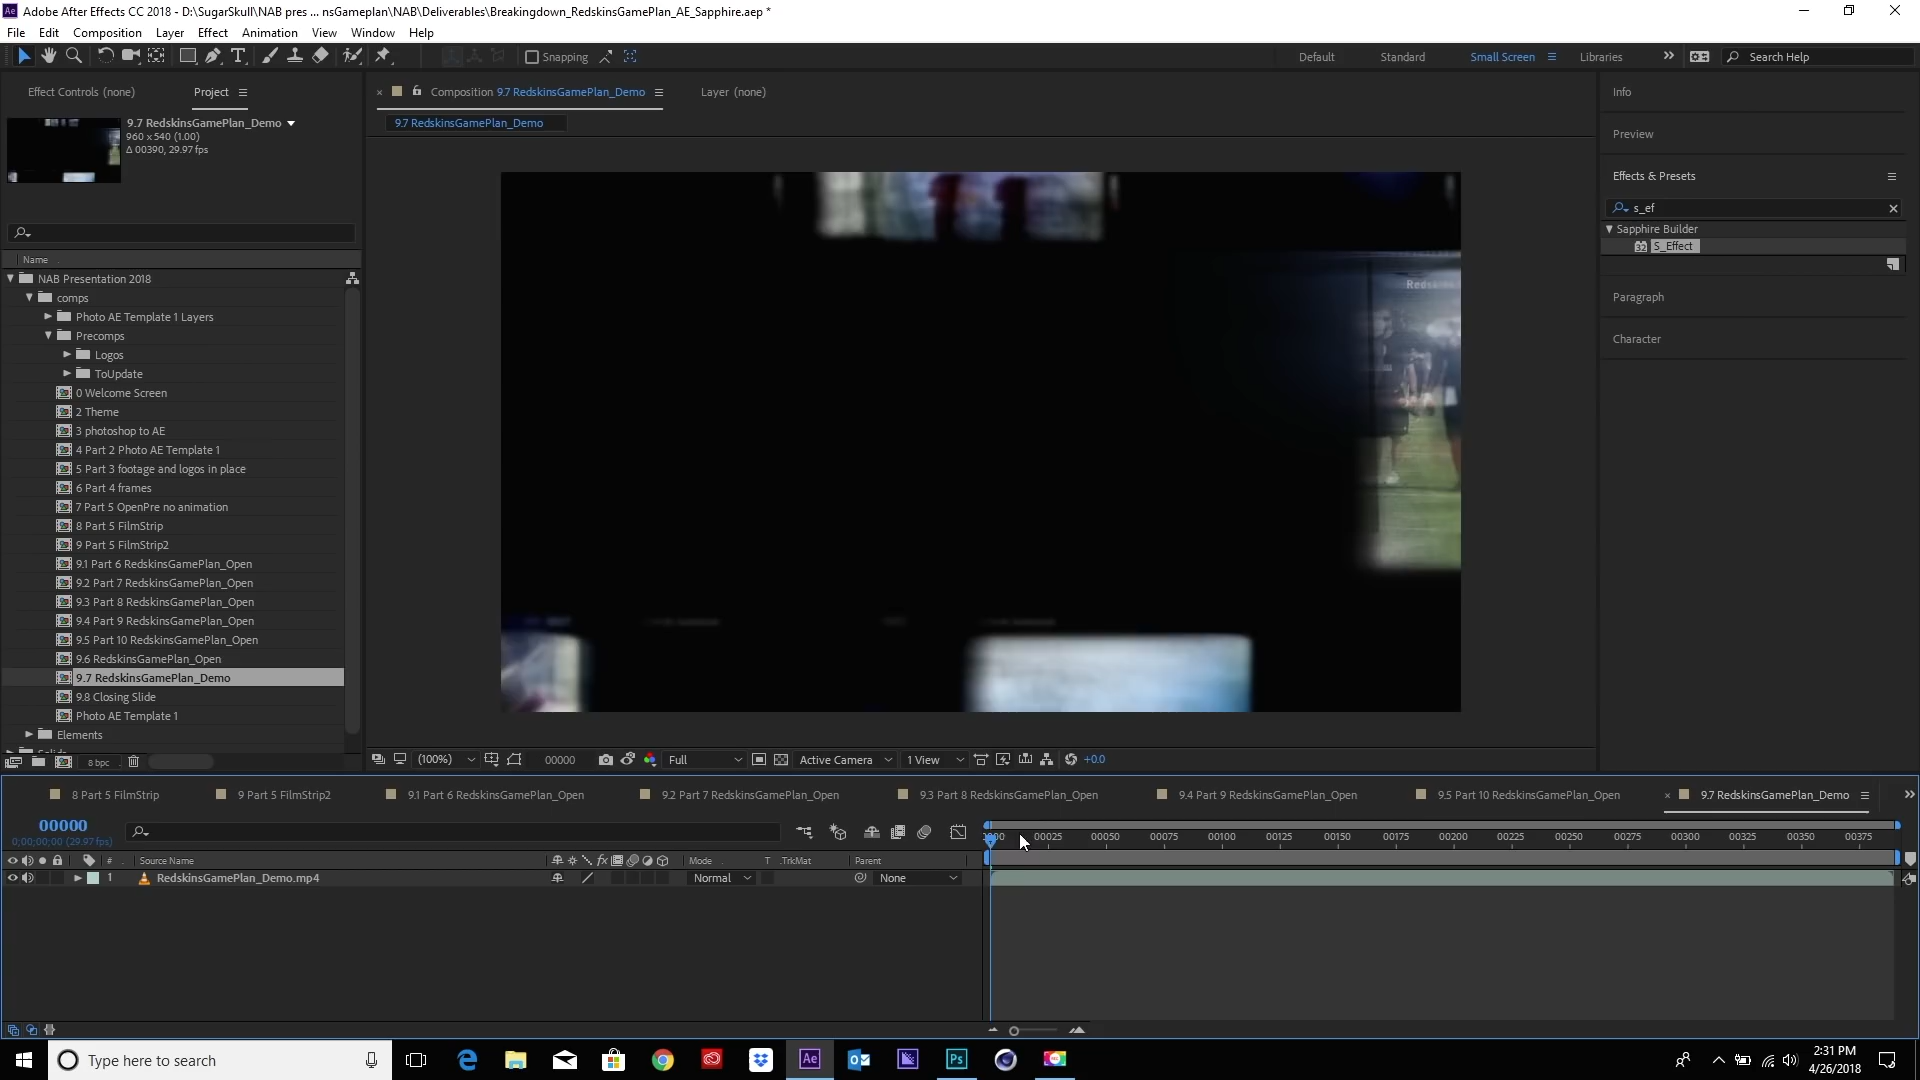 Adobe After Effects CC 2018 - D:\SugarSkull\NAB pres ... nsGameplan\NAB\Deliverables\Breakingdown_RedskinsGamePlan_AE_Sapphire.aep *
File Edit Composition Layer Effect Animation View Window Help
Snapping
Default Standard Small Screen Libraries Search Help
Effect Controls (none) Project
9.7 RedskinsGamePlan_Demo
960 x 540 (1.00)
Δ 00390, 29.97 fps
Name
NAB Presentation 2018
comps
Photo AE Template 1 Layers
Precomps
Logos
ToUpdate
0 Welcome Screen
2 Theme
3 photoshop to AE
4 Part 2 Photo AE Template 1
5 Part 3 footage and logos in place
6 Part 4 frames
7 Part 5 OpenPre no animation
8 Part 5 FilmStrip
9 Part 5 FilmStrip2
9.1 Part 6 RedskinsGamePlan_Open
9.2 Part 7 RedskinsGamePlan_Open
9.3 Part 8 RedskinsGamePlan_Open
9.4 Part 9 RedskinsGamePlan_Open
9.5 Part 10 RedskinsGamePlan_Open
9.6 RedskinsGamePlan_Open
9.7 RedskinsGamePlan_Demo
9.8 Closing Slide
Photo AE Template 1
Elements
Solids
8 bpc
Composition 9.7 RedskinsGamePlan_Demo Layer (none)
9.7 RedskinsGamePlan_Demo
(100%) 00000 Full Active Camera 1 View +0.0
Info
Preview
Effects & Presets
s_ef
Sapphire Builder
S_Effect
Paragraph
Character
8 Part 5 FilmStrip 9 Part 5 FilmStrip2 9.1 Part 6 RedskinsGamePlan_Open 9.2 Part 7 RedskinsGamePlan_Open 9.3 Part 8 RedskinsGamePlan_Open 9.4 Part 9 RedskinsGamePlan_Open 9.5 Part 10 RedskinsGamePlan_Open 9.7 RedskinsGamePlan_Demo
00000
0;00;00;00 (29.97 fps)
00025 00050 00075 00100 00125 00150 00175 00200 00225 00250 00275 00300 00325 00350 00375
# Source Name fx Mode T .TrkMat Parent
1 RedskinsGamePlan_Demo.mp4 Normal None
Type here to search
Ae Ps
2:31 PM
4/26/2018